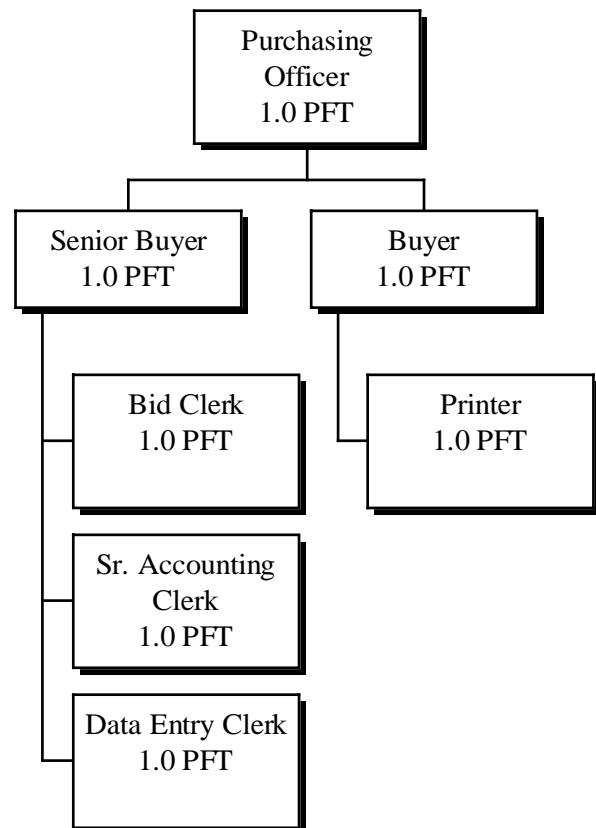 Purchasing
Officer
1.0 PFT
Senior Buyer
1.0 PFT
Buyer
1.0 PFT
Bid Clerk
1.0 PFT
Printer
1.0 PFT
Sr. Accounting
Clerk
1.0 PFT
Data Entry Clerk
1.0 PFT